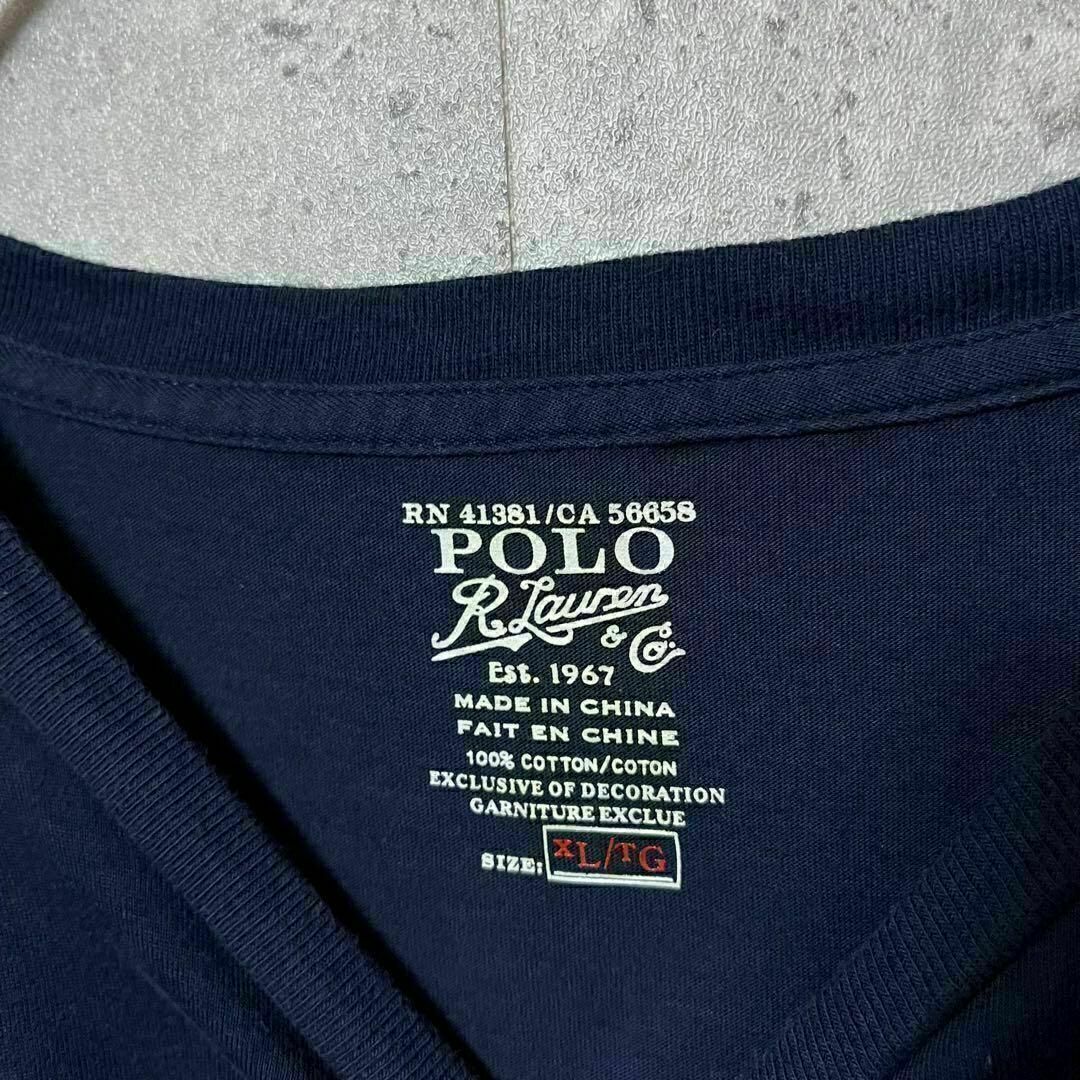 RN 41381/CA 56658
POLO
R. Lauren
& Co.
Est. 1967
MADE IN CHINA
FAIT EN CHINE
100% COTTON/COTON
EXCLUSIVE OF DECORATION
GARNITURE EXCLUE
SIZE: XL/TG